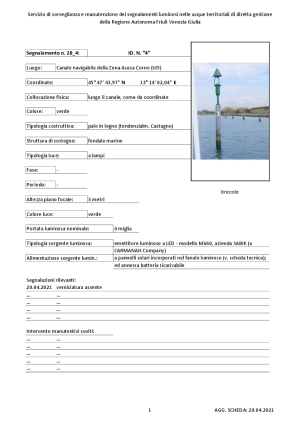 Servizio di sorveglianza e manutenzione dei segnalamenti luminosi nelle acque territoriali di diretta gestione
della Regione Autonoma Friuli Venezia Giulia
Segnalamento n. 28_4: ID. N. "4"
Luogo: Canale navigabile della Zona Aussa Corno (UD)
Coordinate: 45° 47' 43,97" N 13° 14' 02,04" E
Collocazione fisica: lungo il canale, come da coordinate
Colore: verde
Tipologia costruttiva: palo in legno (tendenzialm. Castagno)
Struttura di sostegno: fondale marino
Tipologia luce: a lampi
Fase: -
Periodo: -
briccole
Altezza piano focale: 3 metri
Colore luce: verde
Portata luminosa nominale: 4 miglia
Tipologia sorgente luminosa: emettitore luminoso a LED - modello M660, azienda SABIK (a
CARMANAH Company)
Alimentazione sorgente lumin.: a pannelli solari incorporati nel fanale luminoso (v. scheda tecnica);
ed annessa batteria ricaricabile
Segnalazioni rilevanti:
20.04.2021 verniciatura assente
... ...
... ...
... ...
... ...
Intervento manutentivi svolti:
... ...
... ...
... ...
... ...
... ...
1 AGG. SCHEDA: 20.04.2021